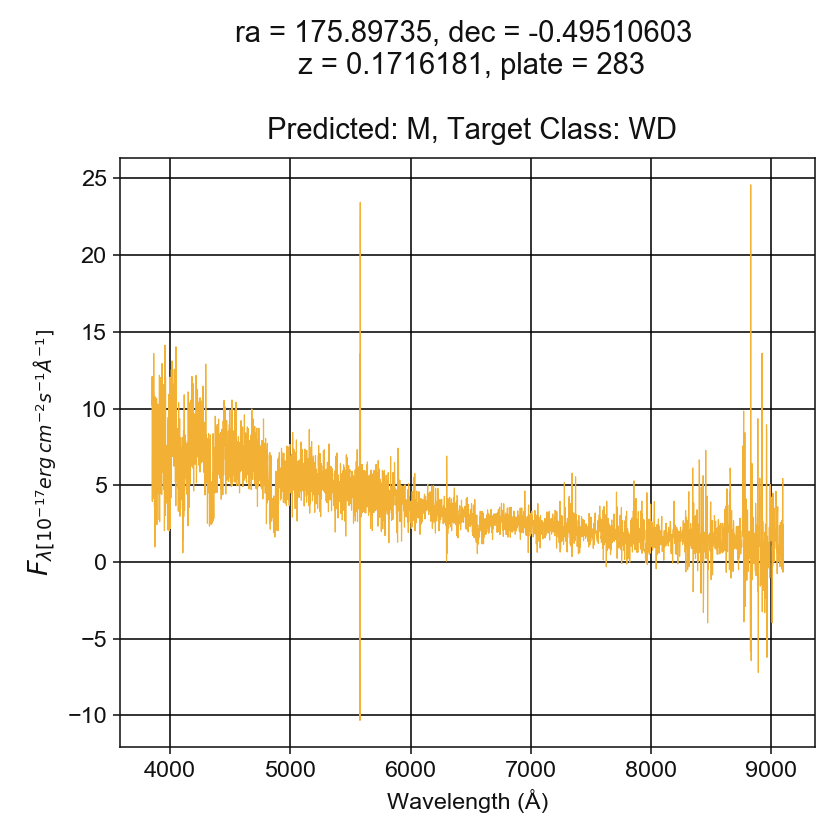 ra = 175.89735, dec = -0.49510603
z = 0.1716181, plate = 283
Predicted: M, Target Class: WD
25
20
15
10
5
0
−5
−10
Fλ[10⁻¹⁷erg cm⁻²s⁻¹Å⁻¹]
4000 5000 6000 7000 8000 9000
Wavelength (Å)